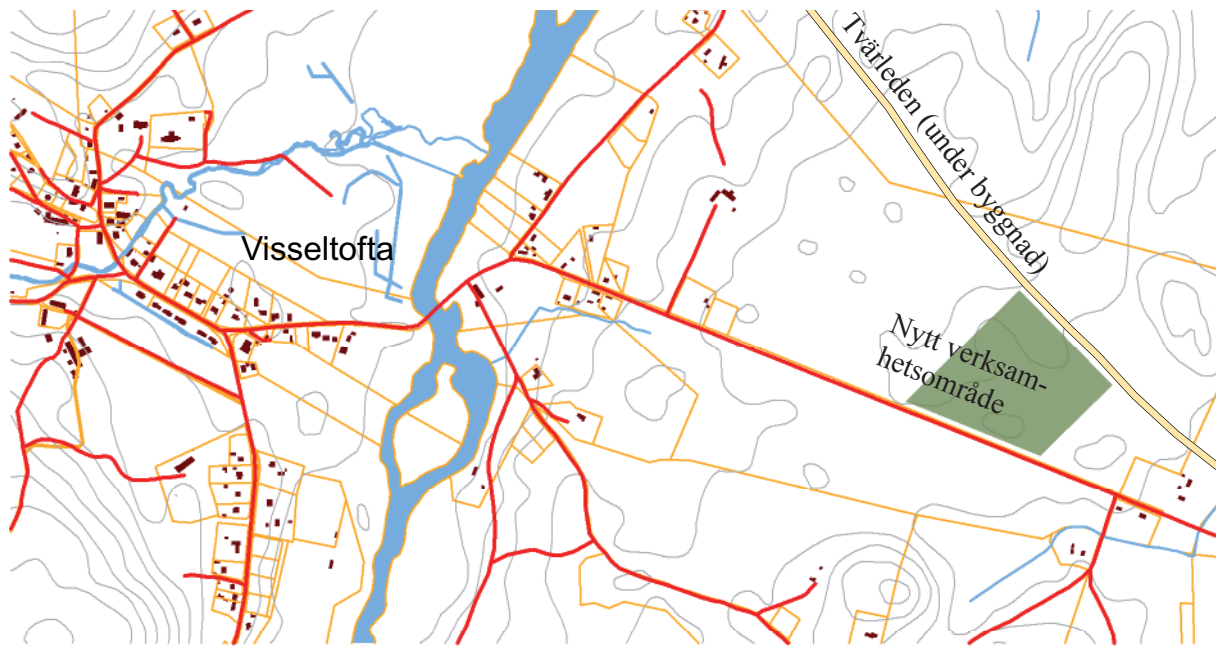 Tvärleden (under byggnad)
Visseltofta
Nytt verksam-
hetsområde